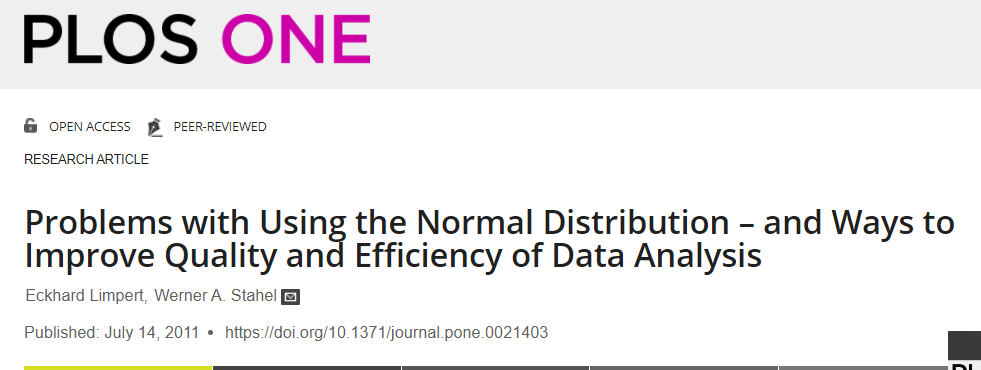 PLOS ONE
OPEN ACCESS PEER-REVIEWED
RESEARCH ARTICLE
Problems with Using the Normal Distribution – and Ways to
Improve Quality and Efficiency of Data Analysis
Eckhard Limpert, Werner A. Stahel
Published: July 14, 2011 • https://doi.org/10.1371/journal.pone.0021403